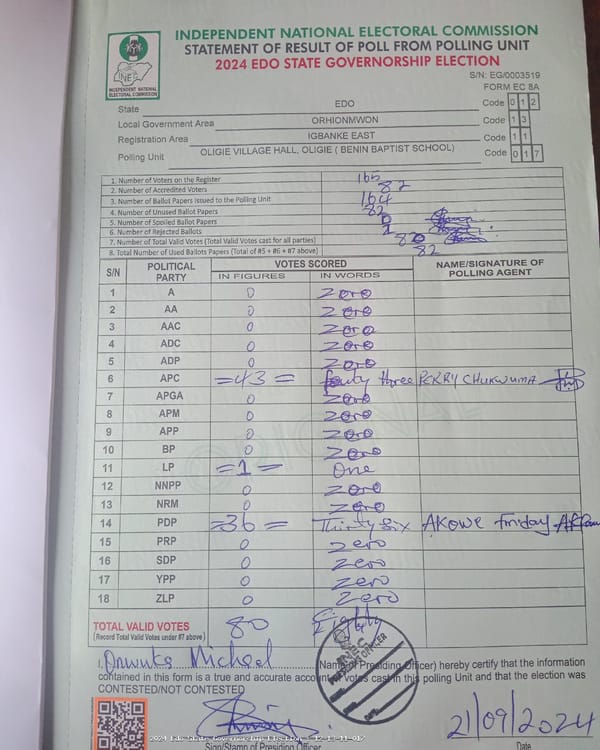 INDEPENDENT NATIONAL ELECTORAL COMMISSION
STATEMENT OF RESULT OF POLL FROM POLLING UNIT
2024 EDO STATE GOVERNORSHIP ELECTION
INEC
INDEPENDENT NATIONAL
ELECTORAL COMMISSION
S/N: EG/0003519
FORM EC 8A
State EDO Code 0 1 2
Local Government Area ORHIONMWON Code 1 3
Registration Area IGBANKE EAST Code 1 1
Polling Unit OLIGIE VILLAGE HALL, OLIGIE ( BENIN BAPTIST SCHOOL) Code 0 1 7
1. Number of Voters on the Register 166
2. Number of Accredited Voters 82
3. Number of Ballot Papers Issued to the Polling Unit 164
4. Number of Unused Ballot Papers 82
5. Number of Spoiled Ballot Papers 0
6. Number of Rejected Ballots 1
7. Number of Total Valid Votes (Total Valid Votes cast for all parties) 80
8. Total Number of Used Ballots Papers (Total of #5 + #6 + #7 above) 82
S/N POLITICAL PARTY VOTES SCORED NAME/SIGNATURE OF POLLING AGENT
IN FIGURES IN WORDS
1 A 0 Zero
2 AA 0 Zero
3 AAC 0 Zero
4 ADC 0 Zero
5 ADP 0 Zero
6 APC =43= fourty three PERRY CHUKWUMA
7 APGA 0 Zero
8 APM 0 Zero
9 APP 0 Zero
10 BP 0 Zero
11 LP =1= One
12 NNPP 0 Zero
13 NRM 0 Zero
14 PDP =36= Thirty Six AKOWE Friday
15 PRP 0 zero
16 SDP 0 zero
17 YPP 0 zero
18 ZLP 0 Zero
TOTAL VALID VOTES 80 Eighty
(Record Total Valid Votes under #7 above)
I, Onwuka Michael (Name of Presiding Officer) hereby certify that the information
contained in this form is a true and accurate account of votes cast in this polling Unit and that the election was
CONTESTED/NOT CONTESTED
21/09/2024
Sign/Stamp of Presiding Officer Date